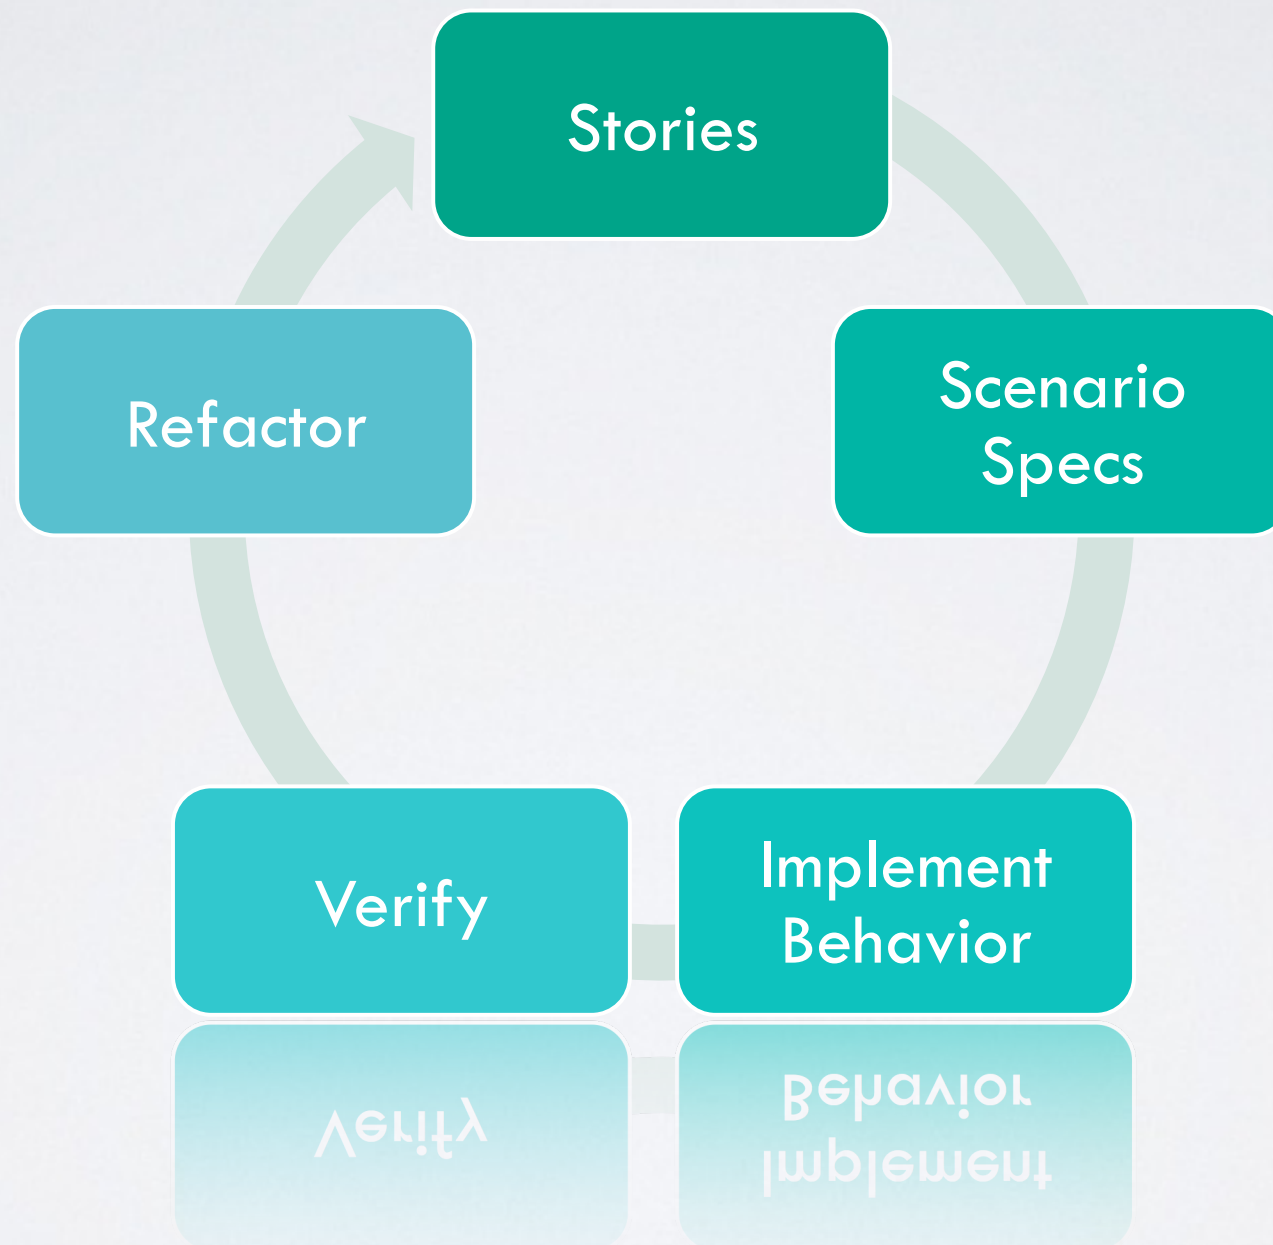 Stories
Scenario
Specs
Implement
Behavior
Verify
Refactor